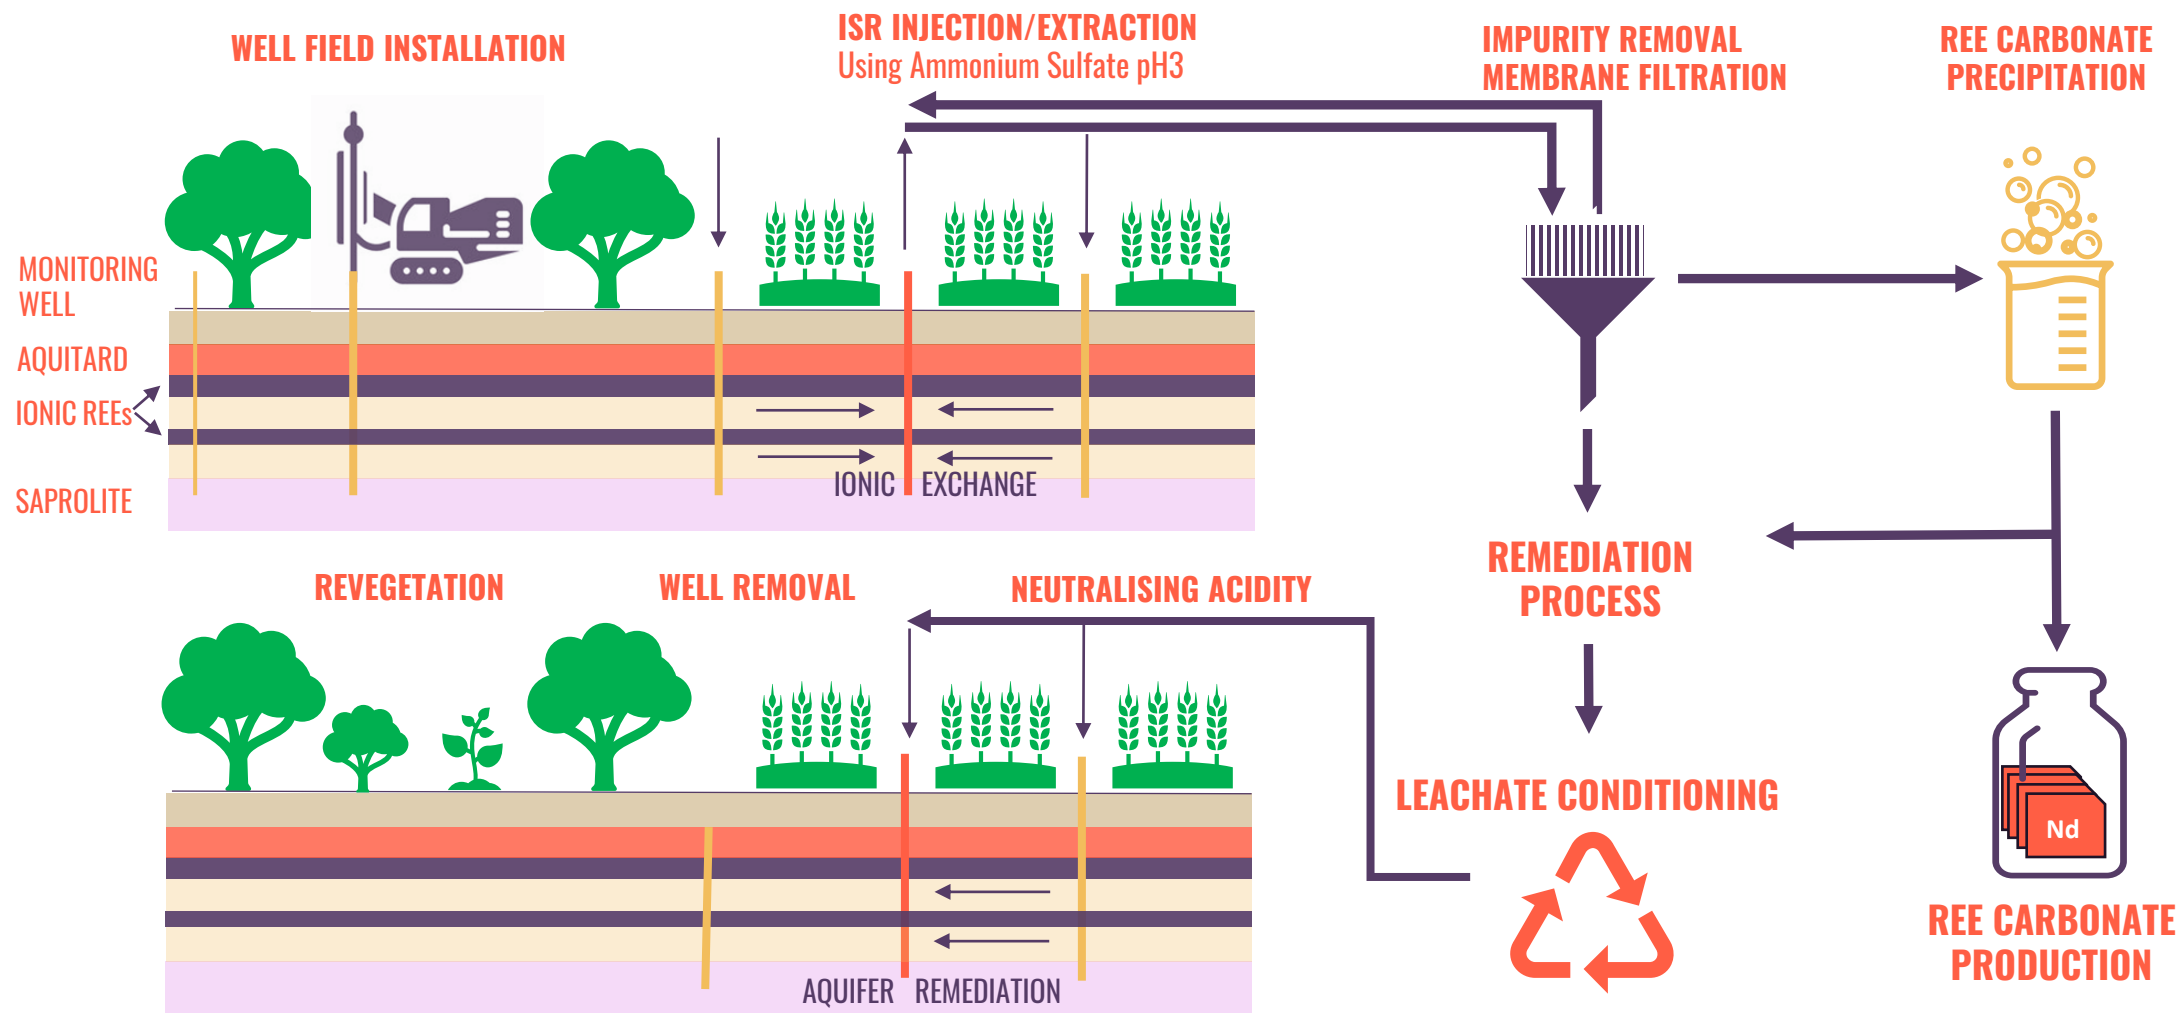 WELL FIELD INSTALLATION
ISR INJECTION/EXTRACTION
Using Ammonium Sulfate pH3
IMPURITY REMOVAL
MEMBRANE FILTRATION
REE CARBONATE
PRECIPITATION
MONITORING
WELL
AQUITARD
IONIC REEs
SAPROLITE
IONIC EXCHANGE
REMEDIATION
PROCESS
REVEGETATION
WELL REMOVAL
NEUTRALISING ACIDITY
LEACHATE CONDITIONING
Nd
REE CARBONATE
PRODUCTION
AQUIFER REMEDIATION